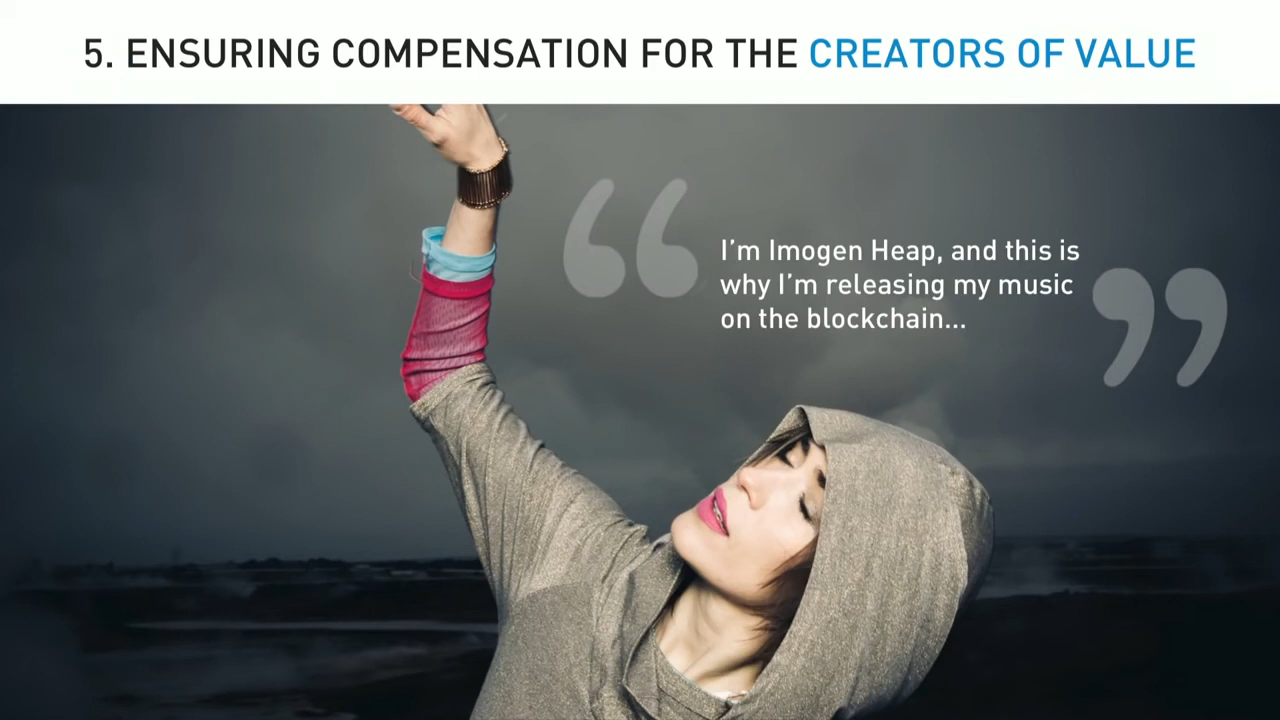 5. ENSURING COMPENSATION FOR THE CREATORS OF VALUE
“I’m Imogen Heap, and this is
why I’m releasing my music
on the blockchain...”